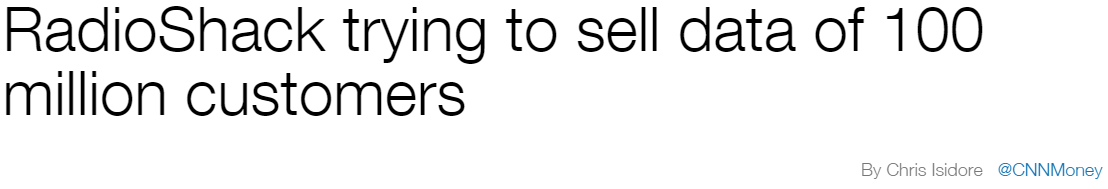 RadioShack trying to sell data of 100
million customers
By Chris Isidore @CNNMoney